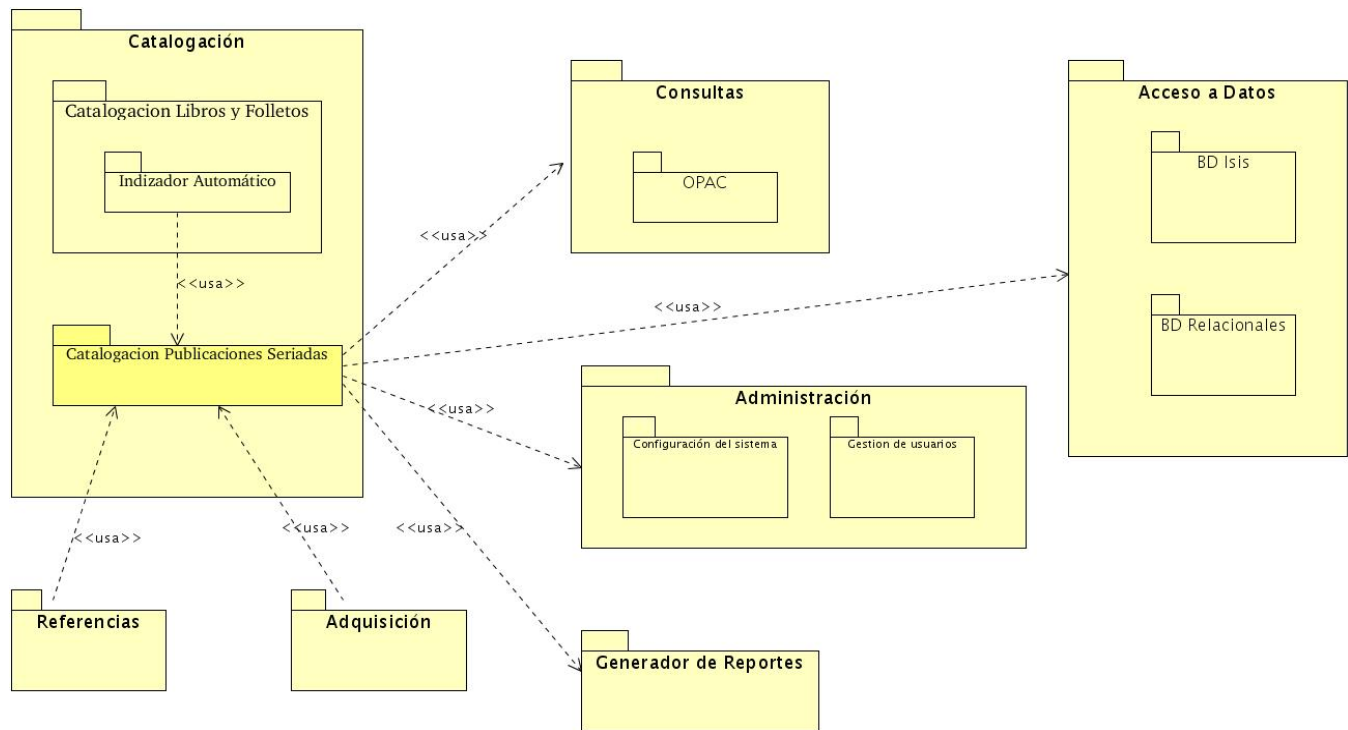 Catalogación
Catalogacion Libros y Folletos
Indizador Automático
<<usa>>
Catalogacion Publicaciones Seriadas
Consultas
OPAC
<<usa>>
Acceso a Datos
BD Isis
BD Relacionales
<<usa>>
Administración
Configuración del sistema
Gestion de usuarios
<<usa>>
<<usa>>
<<usa>>
<<usa>>
Referencias
Adquisición
Generador de Reportes